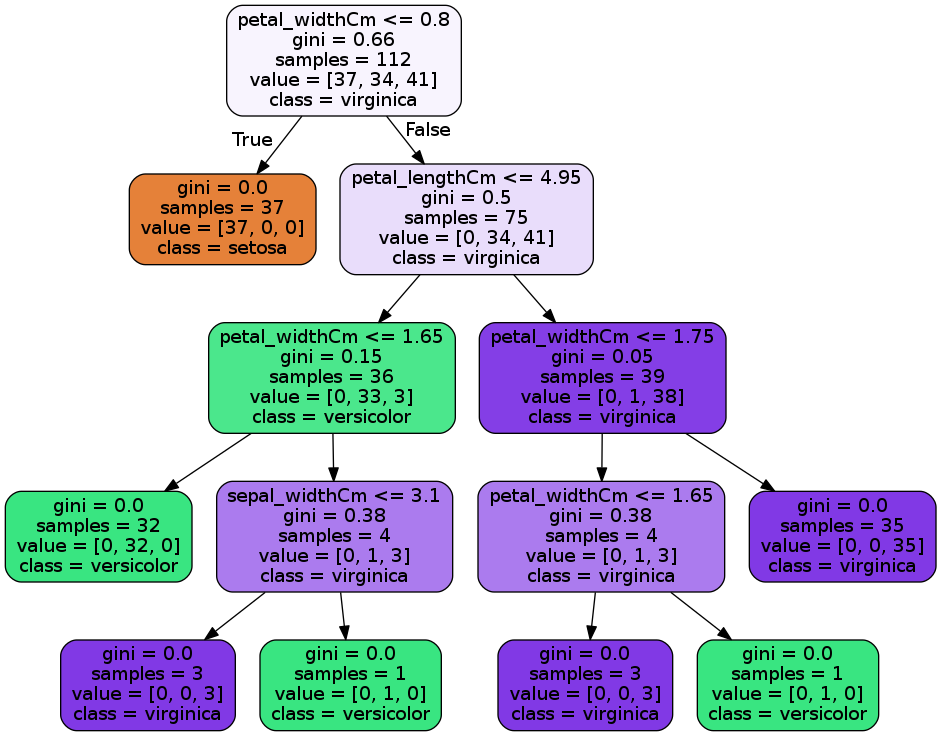 petal_widthCm <= 0.8
gini = 0.66
samples = 112
value = [37, 34, 41]
class = virginica
True
False
gini = 0.0
samples = 37
value = [37, 0, 0]
class = setosa
petal_lengthCm <= 4.95
gini = 0.5
samples = 75
value = [0, 34, 41]
class = virginica
petal_widthCm <= 1.65
gini = 0.15
samples = 36
value = [0, 33, 3]
class = versicolor
petal_widthCm <= 1.75
gini = 0.05
samples = 39
value = [0, 1, 38]
class = virginica
gini = 0.0
samples = 32
value = [0, 32, 0]
class = versicolor
sepal_widthCm <= 3.1
gini = 0.38
samples = 4
value = [0, 1, 3]
class = virginica
petal_widthCm <= 1.65
gini = 0.38
samples = 4
value = [0, 1, 3]
class = virginica
gini = 0.0
samples = 35
value = [0, 0, 35]
class = virginica
gini = 0.0
samples = 3
value = [0, 0, 3]
class = virginica
gini = 0.0
samples = 1
value = [0, 1, 0]
class = versicolor
gini = 0.0
samples = 3
value = [0, 0, 3]
class = virginica
gini = 0.0
samples = 1
value = [0, 1, 0]
class = versicolor